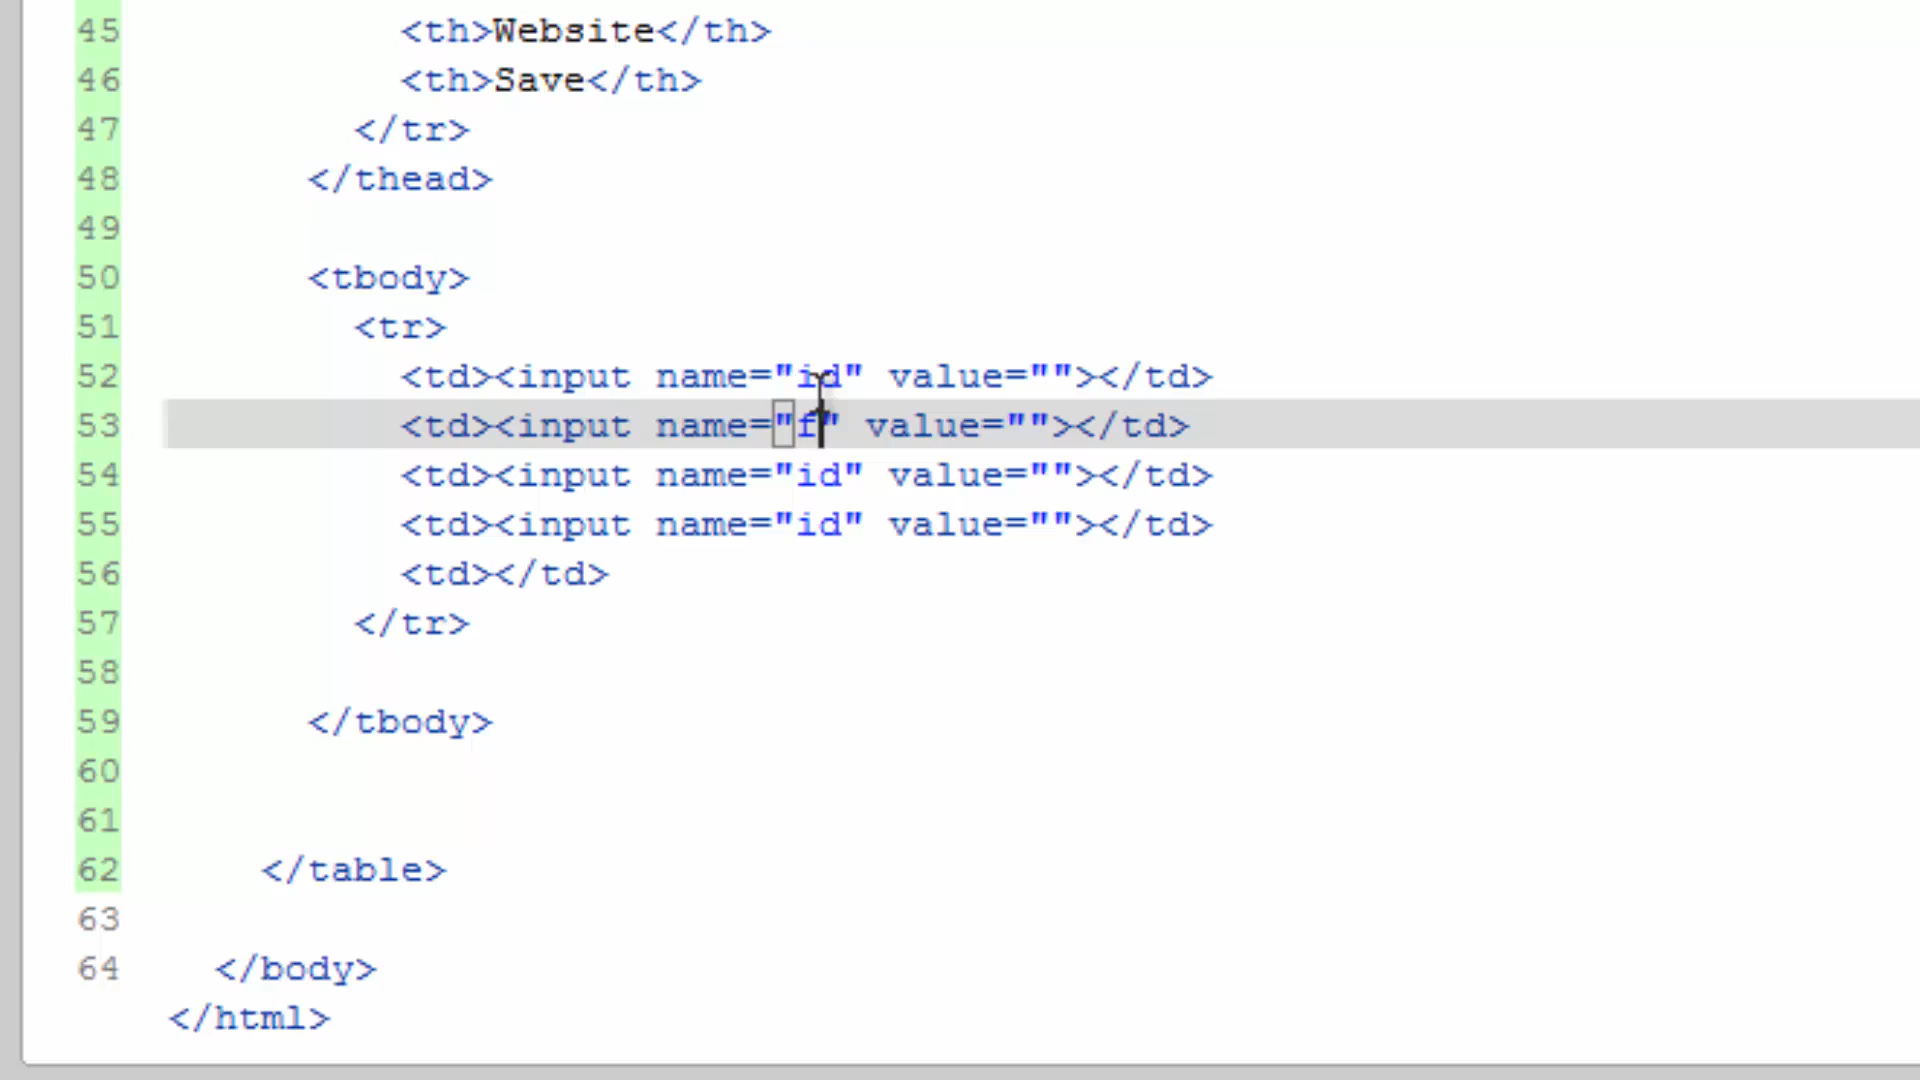 45 <th>Website</th>
46 <th>Save</th>
47 </tr>
48 </thead>
49
50 <tbody>
51 <tr>
52 <td><input name="id" value=""></td>
53 <td><input name="f" value=""></td>
54 <td><input name="id" value=""></td>
55 <td><input name="id" value=""></td>
56 <td></td>
57 </tr>
58
59 </tbody>
60
61
62 </table>
63
64 </body>
</html>